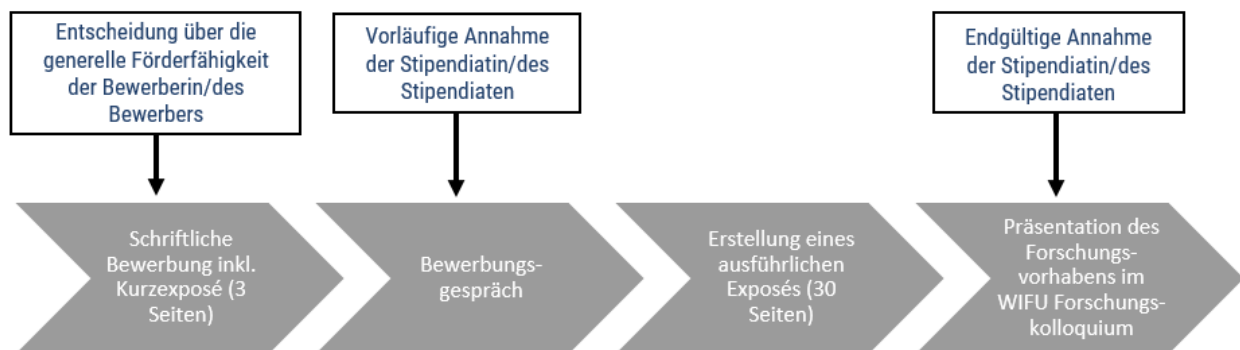 Entscheidung über die
generelle Förderfähigkeit
der Bewerberin/des
Bewerbers
Vorläufige Annahme
der Stipendiatin/des
Stipendiaten
Endgültige Annahme
der Stipendiatin/des
Stipendiaten
Schriftliche
Bewerbung inkl.
Kurzexposé (3
Seiten)
Bewerbungs-
gespräch
Erstellung eines
ausführlichen
Exposés (30
Seiten)
Präsentation des
Forschungs-
vorhabens im
WIFU Forschungs-
kolloquium